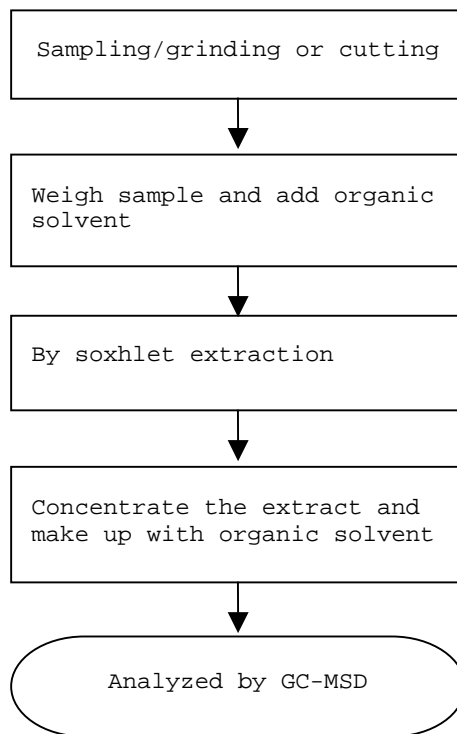 Sampling/grinding or cutting
Weigh sample and add organic
solvent
By soxhlet extraction
Concentrate the extract and
make up with organic solvent
Analyzed by GC-MSD